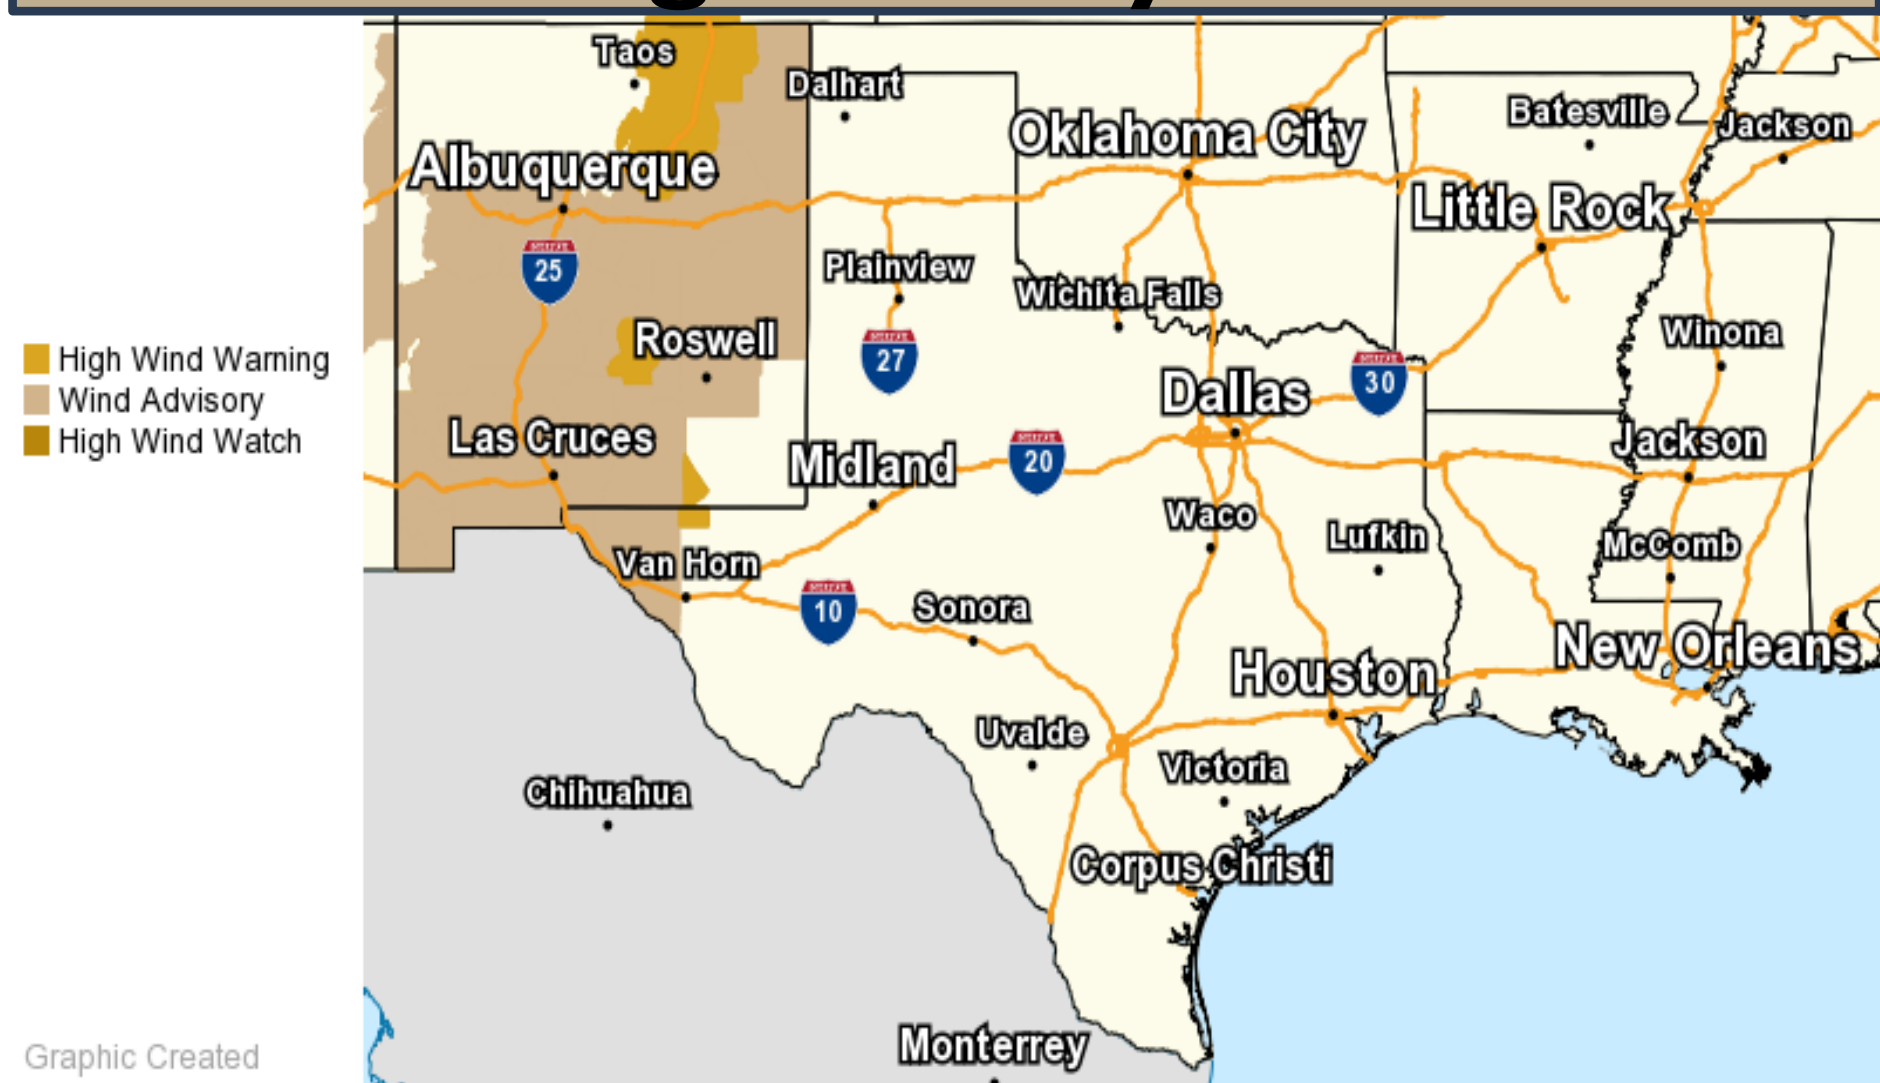 Taos
Dalhart
Oklahoma City
Batesville
Jackson
Albuquerque
Little Rock
25
Plainview
Wichita Falls
Roswell
27
Winona
High Wind Warning
Wind Advisory
High Wind Watch
Dallas
30
Las Cruces
Midland
20
Jackson
Waco
Lufkin
McComb
Van Horn
10
Sonora
New Orleans
Houston
Uvalde
Victoria
Chihuahua
Corpus Christi
Monterrey
Graphic Created